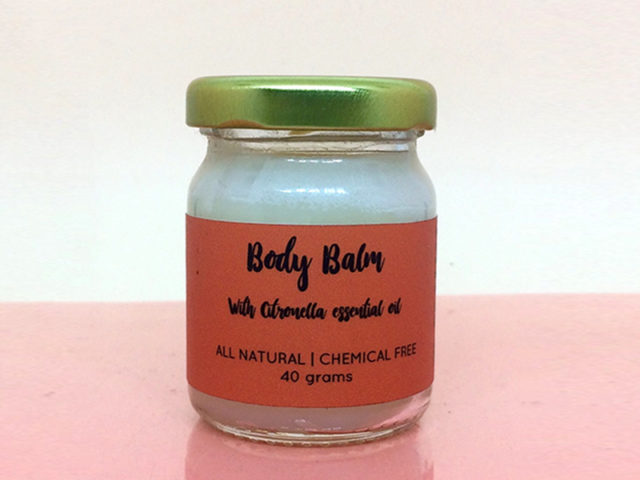 Body Balm
With Citronella essential oil
ALL NATURAL | CHEMICAL FREE
40 grams